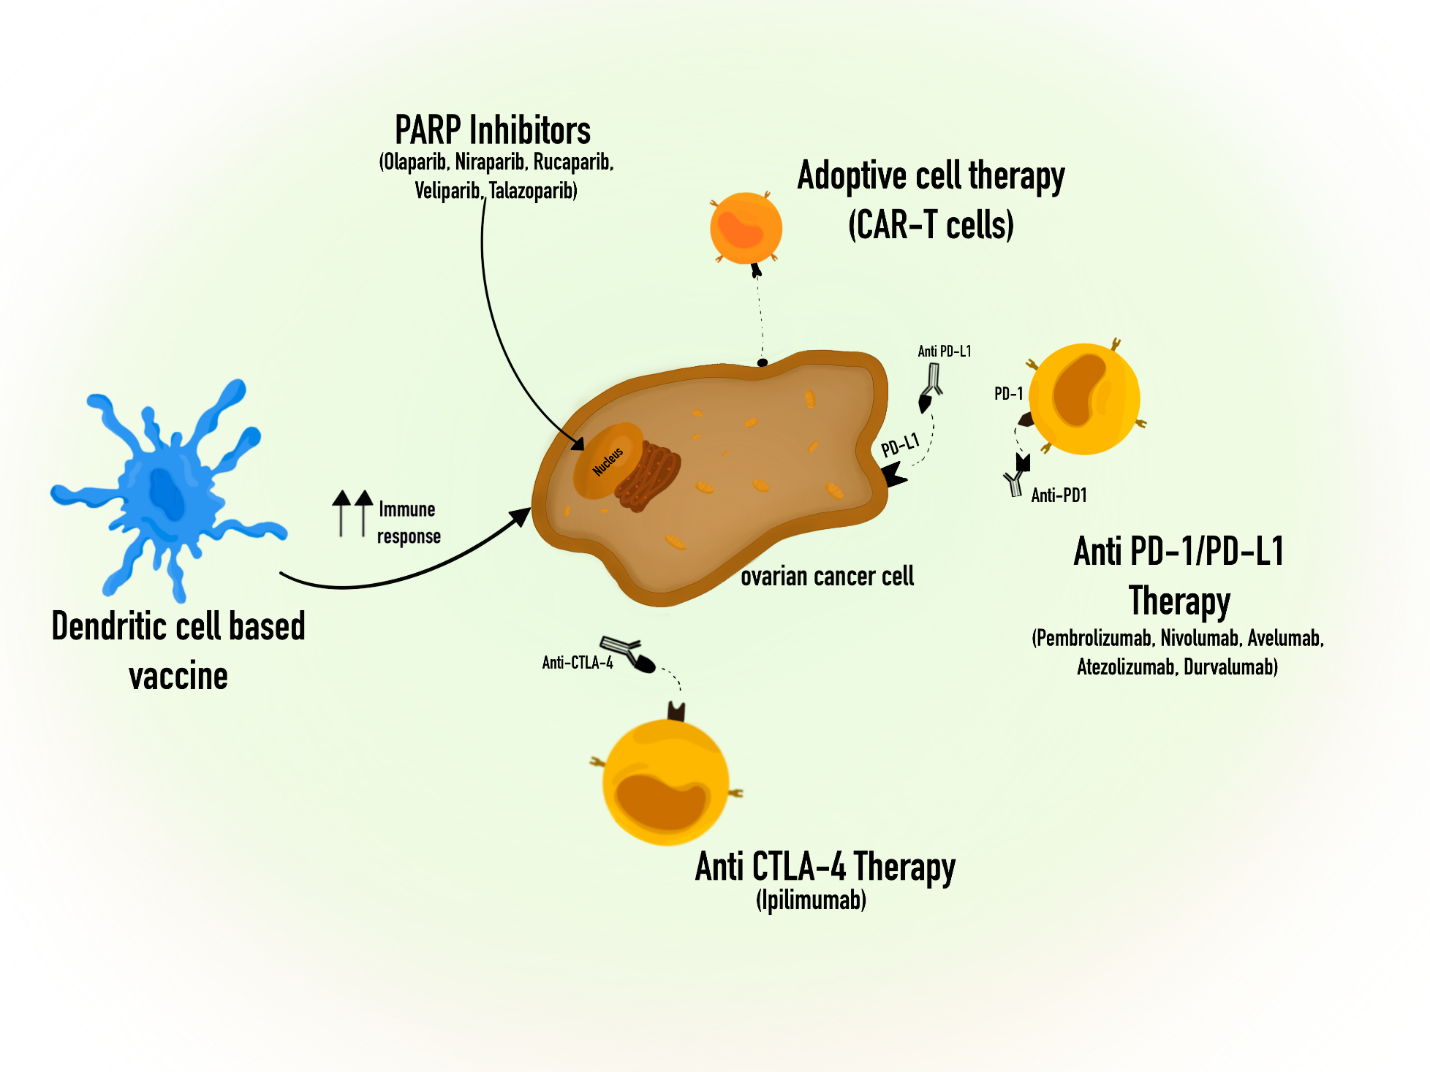 PARP Inhibitors
(Olaparib, Niraparib, Rucaparib,
Veliparib, Talazoparib)
Adoptive cell therapy
(CAR-T cells)
Anti PD-L1
PD-1
PD-L1
Anti-PD1
Nucleus
Immune
response
ovarian cancer cell
Anti PD-1/PD-L1
Therapy
(Pembrolizumab, Nivolumab, Avelumab,
Atezolizumab, Durvalumab)
Dendritic cell based
vaccine
Anti-CTLA-4
Anti CTLA-4 Therapy
(Ipilimumab)